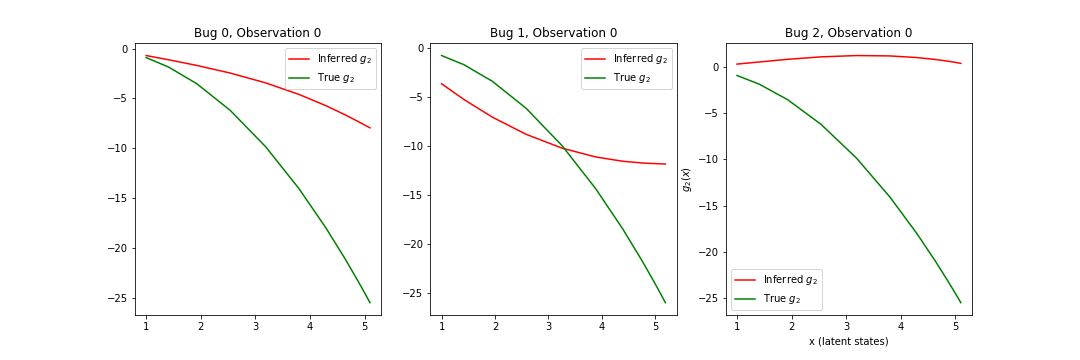 Bug 0, Observation 0
Inferred g₂
True g₂
0
−5
−10
−15
−20
−25
1 2 3 4 5
Bug 1, Observation 0
Inferred g₂
True g₂
0
−5
−10
−15
−20
−25
1 2 3 4 5
Bug 2, Observation 0
g₂(x)
0
−5
−10
−15
−20
−25
Inferred g₂
True g₂
1 2 3 4 5
x (latent states)